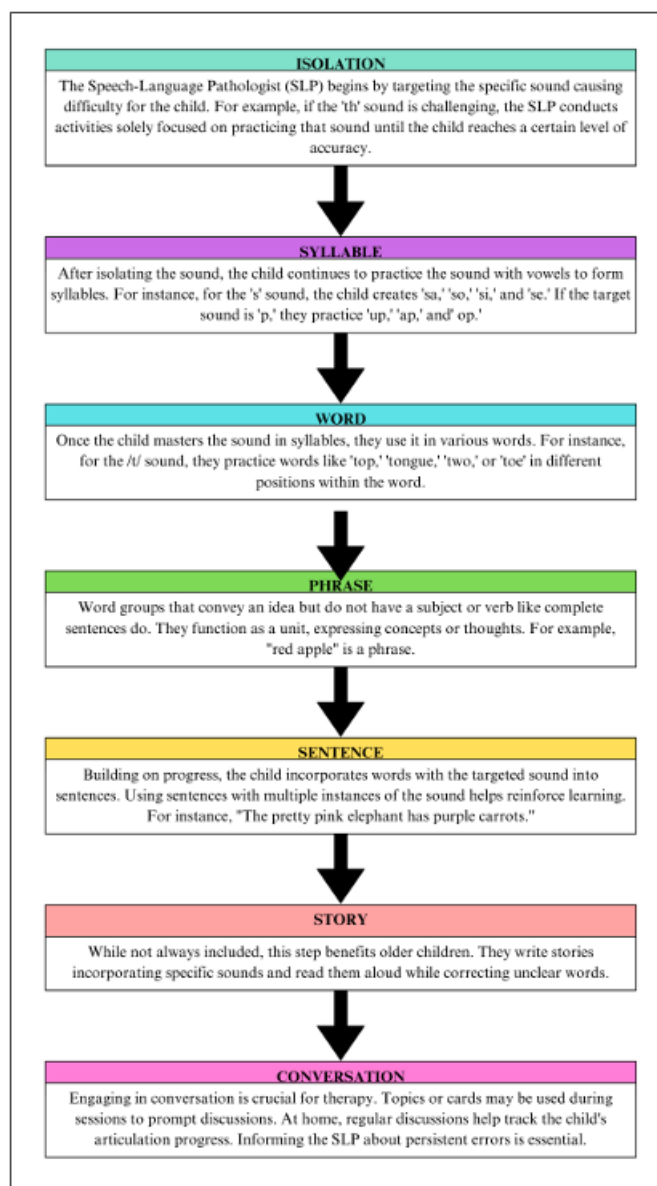 ISOLATION
The Speech-Language Pathologist (SLP) begins by targeting the specific sound causing
difficulty for the child. For example, if the 'th' sound is challenging, the SLP conducts
activities solely focused on practicing that sound until the child reaches a certain level of
accuracy.
SYLLABLE
After isolating the sound, the child continues to practice the sound with vowels to form
syllables. For instance, for the 's' sound, the child creates 'sa,' 'so,' 'si,' and 'se.' If the target
sound is 'p,' they practice 'up,' 'ap,' and' op.'
WORD
Once the child masters the sound in syllables, they use it in various words. For instance,
for the /t/ sound, they practice words like 'top,' 'tongue,' 'two,' or 'toe' in different
positions within the word.
PHRASE
Word groups that convey an idea but do not have a subject or verb like complete
sentences do. They function as a unit, expressing concepts or thoughts. For example,
"red apple" is a phrase.
SENTENCE
Building on progress, the child incorporates words with the targeted sound into
sentences. Using sentences with multiple instances of the sound helps reinforce learning.
For instance, "The pretty pink elephant has purple carrots."
STORY
While not always included, this step benefits older children. They write stories
incorporating specific sounds and read them aloud while correcting unclear words.
CONVERSATION
Engaging in conversation is crucial for therapy. Topics or cards may be used during
sessions to prompt discussions. At home, regular discussions help track the child's
articulation progress. Informing the SLP about persistent errors is essential.